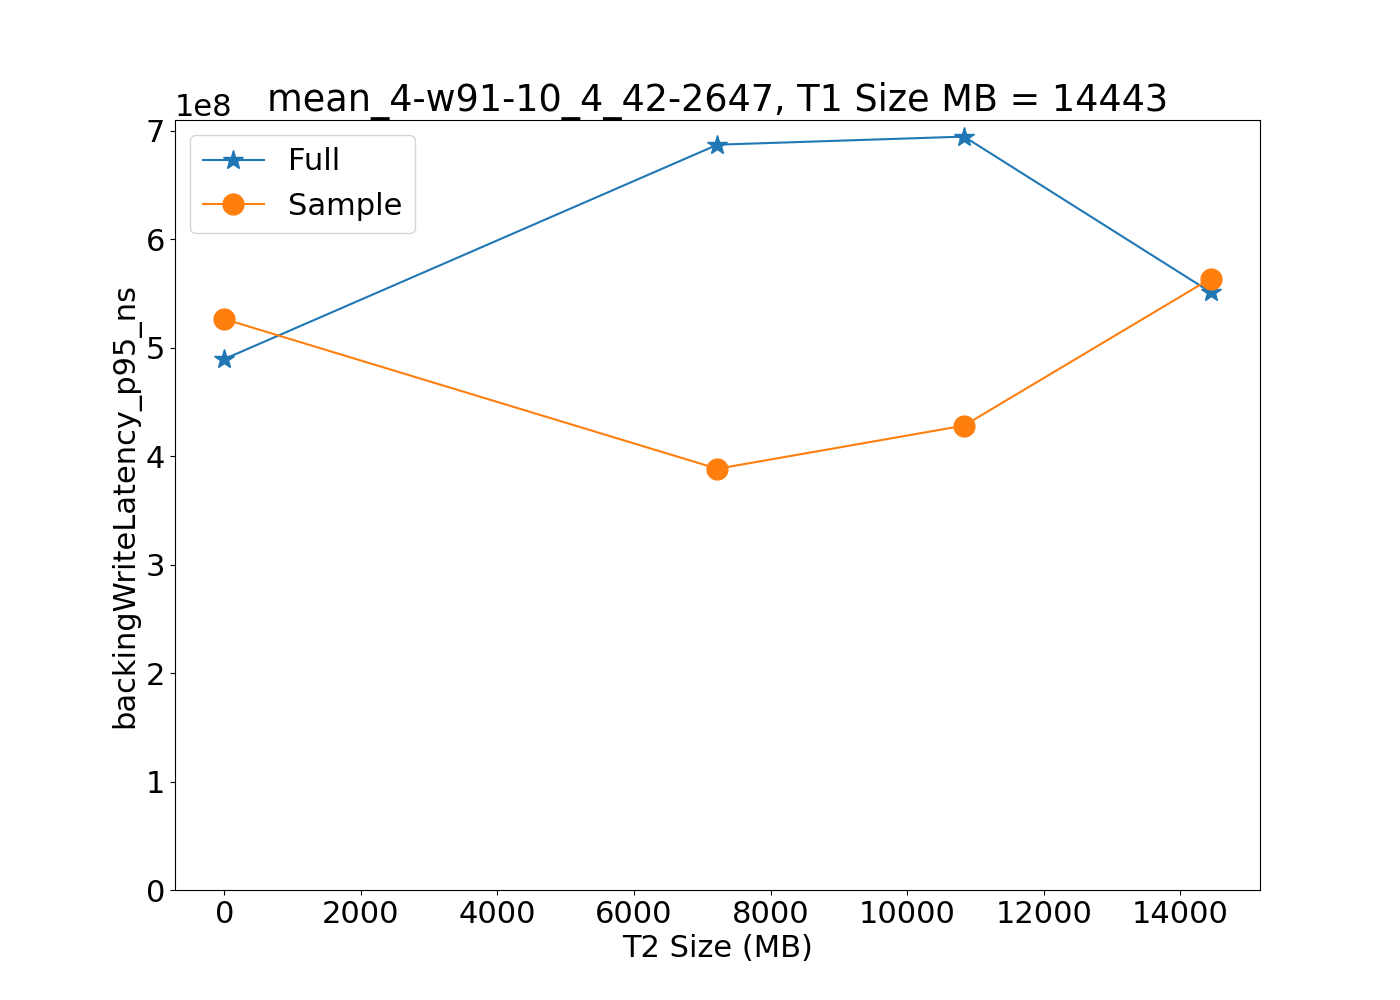 1e8
mean_4-w91-10_4_42-2647, T1 Size MB = 14443
Full
Sample
backingWriteLatency_p95_ns
7
6
5
4
3
2
1
0
0 2000 4000 6000 8000 10000 12000 14000
T2 Size (MB)